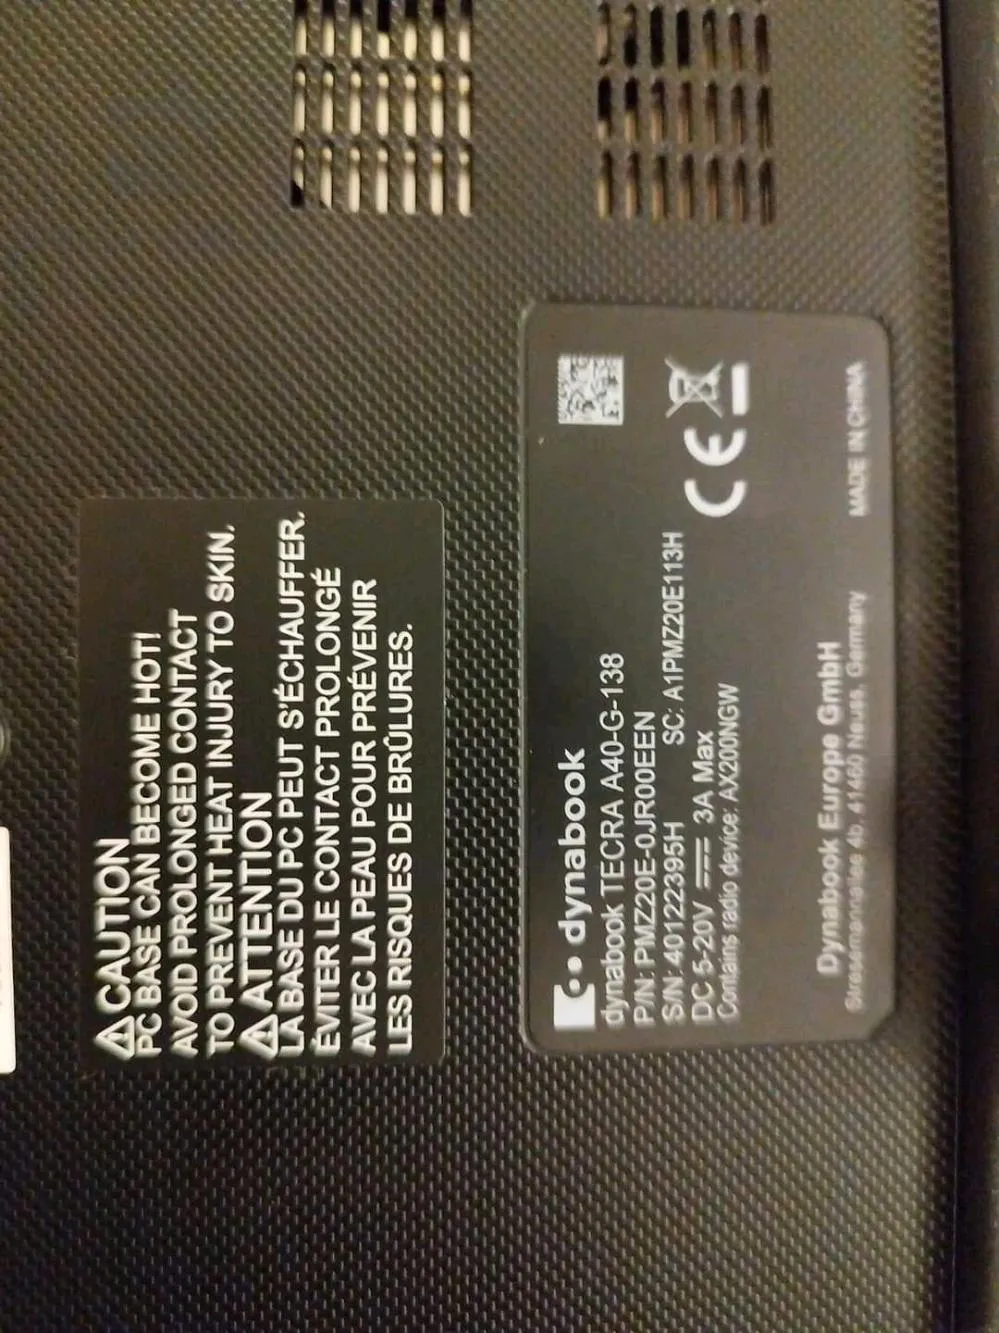 ⚠ CAUTION
PC BASE CAN BECOME HOT!
AVOID PROLONGED CONTACT
TO PREVENT HEAT INJURY TO SKIN.
⚠ ATTENTION
LA BASE DU PC PEUT S'ÉCHAUFFER.
ÉVITER LE CONTACT PROLONGÉ
AVEC LA PEAU POUR PRÉVENIR
LES RISQUES DE BRÛLURES.
dynabook
dynabook TECRA A40-G-138
P/N: PMZ20E-0JR00EEN
S/N: 40122395H SC: A1PMZ20E113H
DC 5-20V ⎓ 3A Max
Contains radio device: AX200NGW
CE
Dynabook Europe GmbH
Stresemannallee 4b, 41460 Neuss, Germany MADE IN CHINA